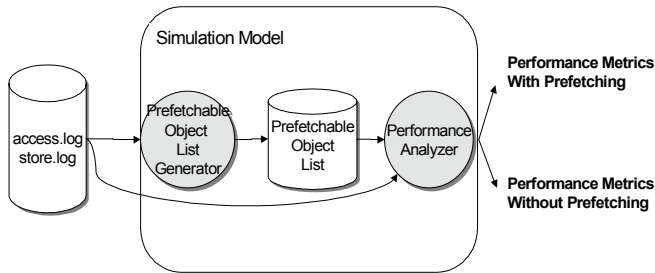 Simulation Model
access.log
store.log
Prefetchable
Object
List
Generator
Prefetchable
Object
List
Performance
Analyzer
Performance Metrics
With Prefetching
Performance Metrics
Without Prefetching